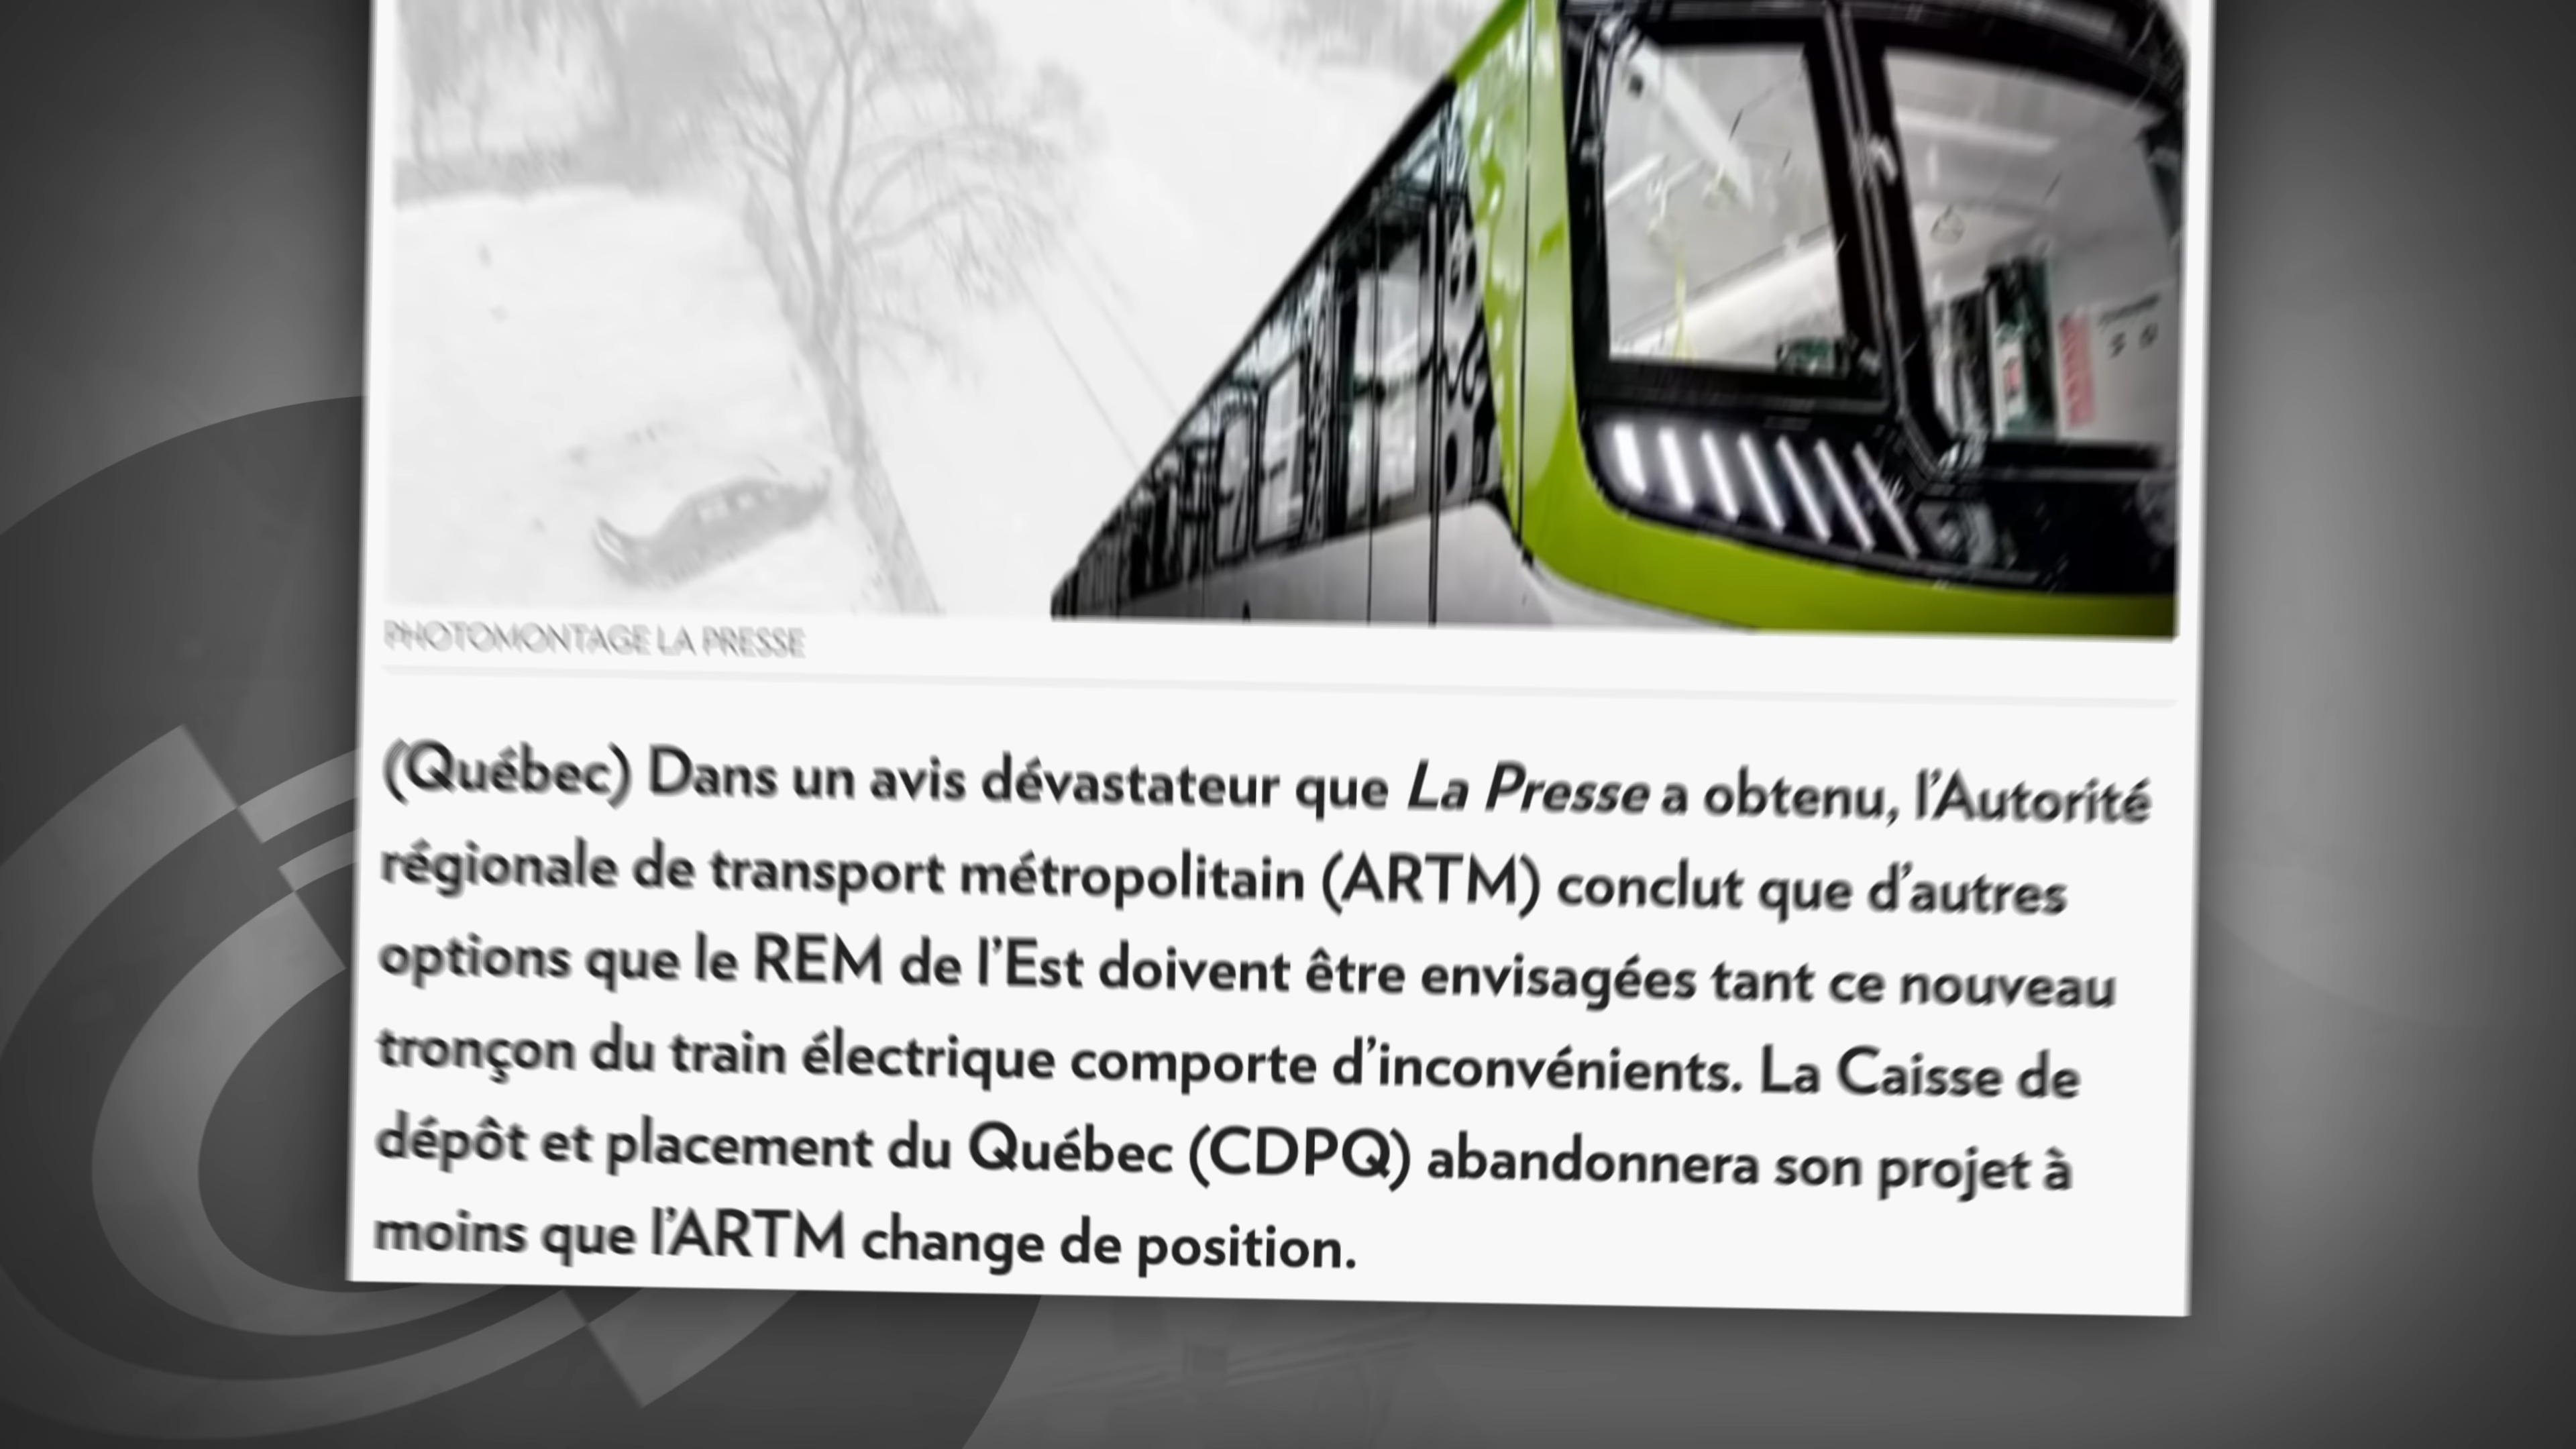 PHOTOMONTAGE LA PRESSE
(Québec) Dans un avis dévastateur que La Presse a obtenu, l’Autorité
régionale de transport métropolitain (ARTM) conclut que d’autres
options que le REM de l’Est doivent être envisagées tant ce nouveau
tronçon du train électrique comporte d’inconvénients. La Caisse de
dépôt et placement du Québec (CDPQ) abandonnera son projet à
moins que l’ARTM change de position.